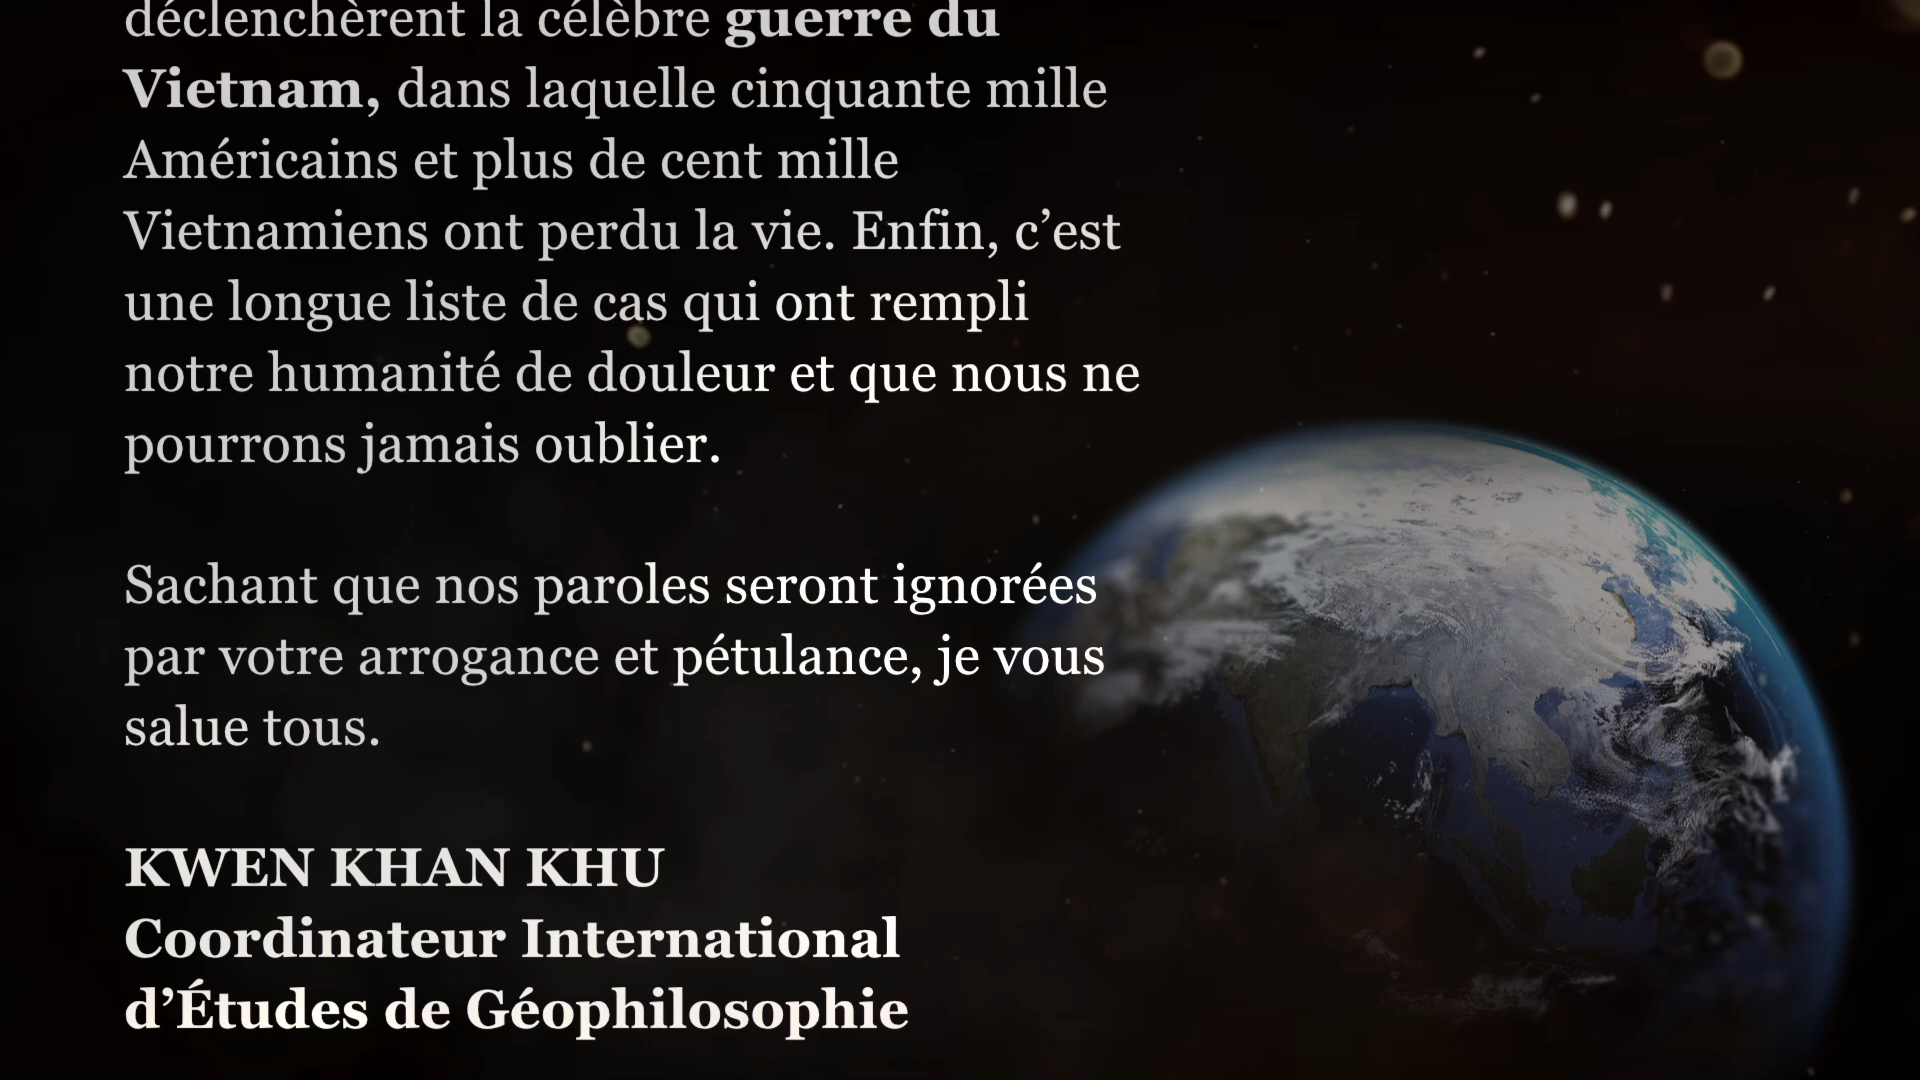 déclenchèrent la célèbre guerre du
Vietnam, dans laquelle cinquante mille
Américains et plus de cent mille
Vietnamiens ont perdu la vie. Enfin, c’est
une longue liste de cas qui ont rempli
notre humanité de douleur et que nous ne
pourrons jamais oublier.
Sachant que nos paroles seront ignorées
par votre arrogance et pétulance, je vous
salue tous.
KWEN KHAN KHU
Coordinateur International
d’Études de Géophilosophie